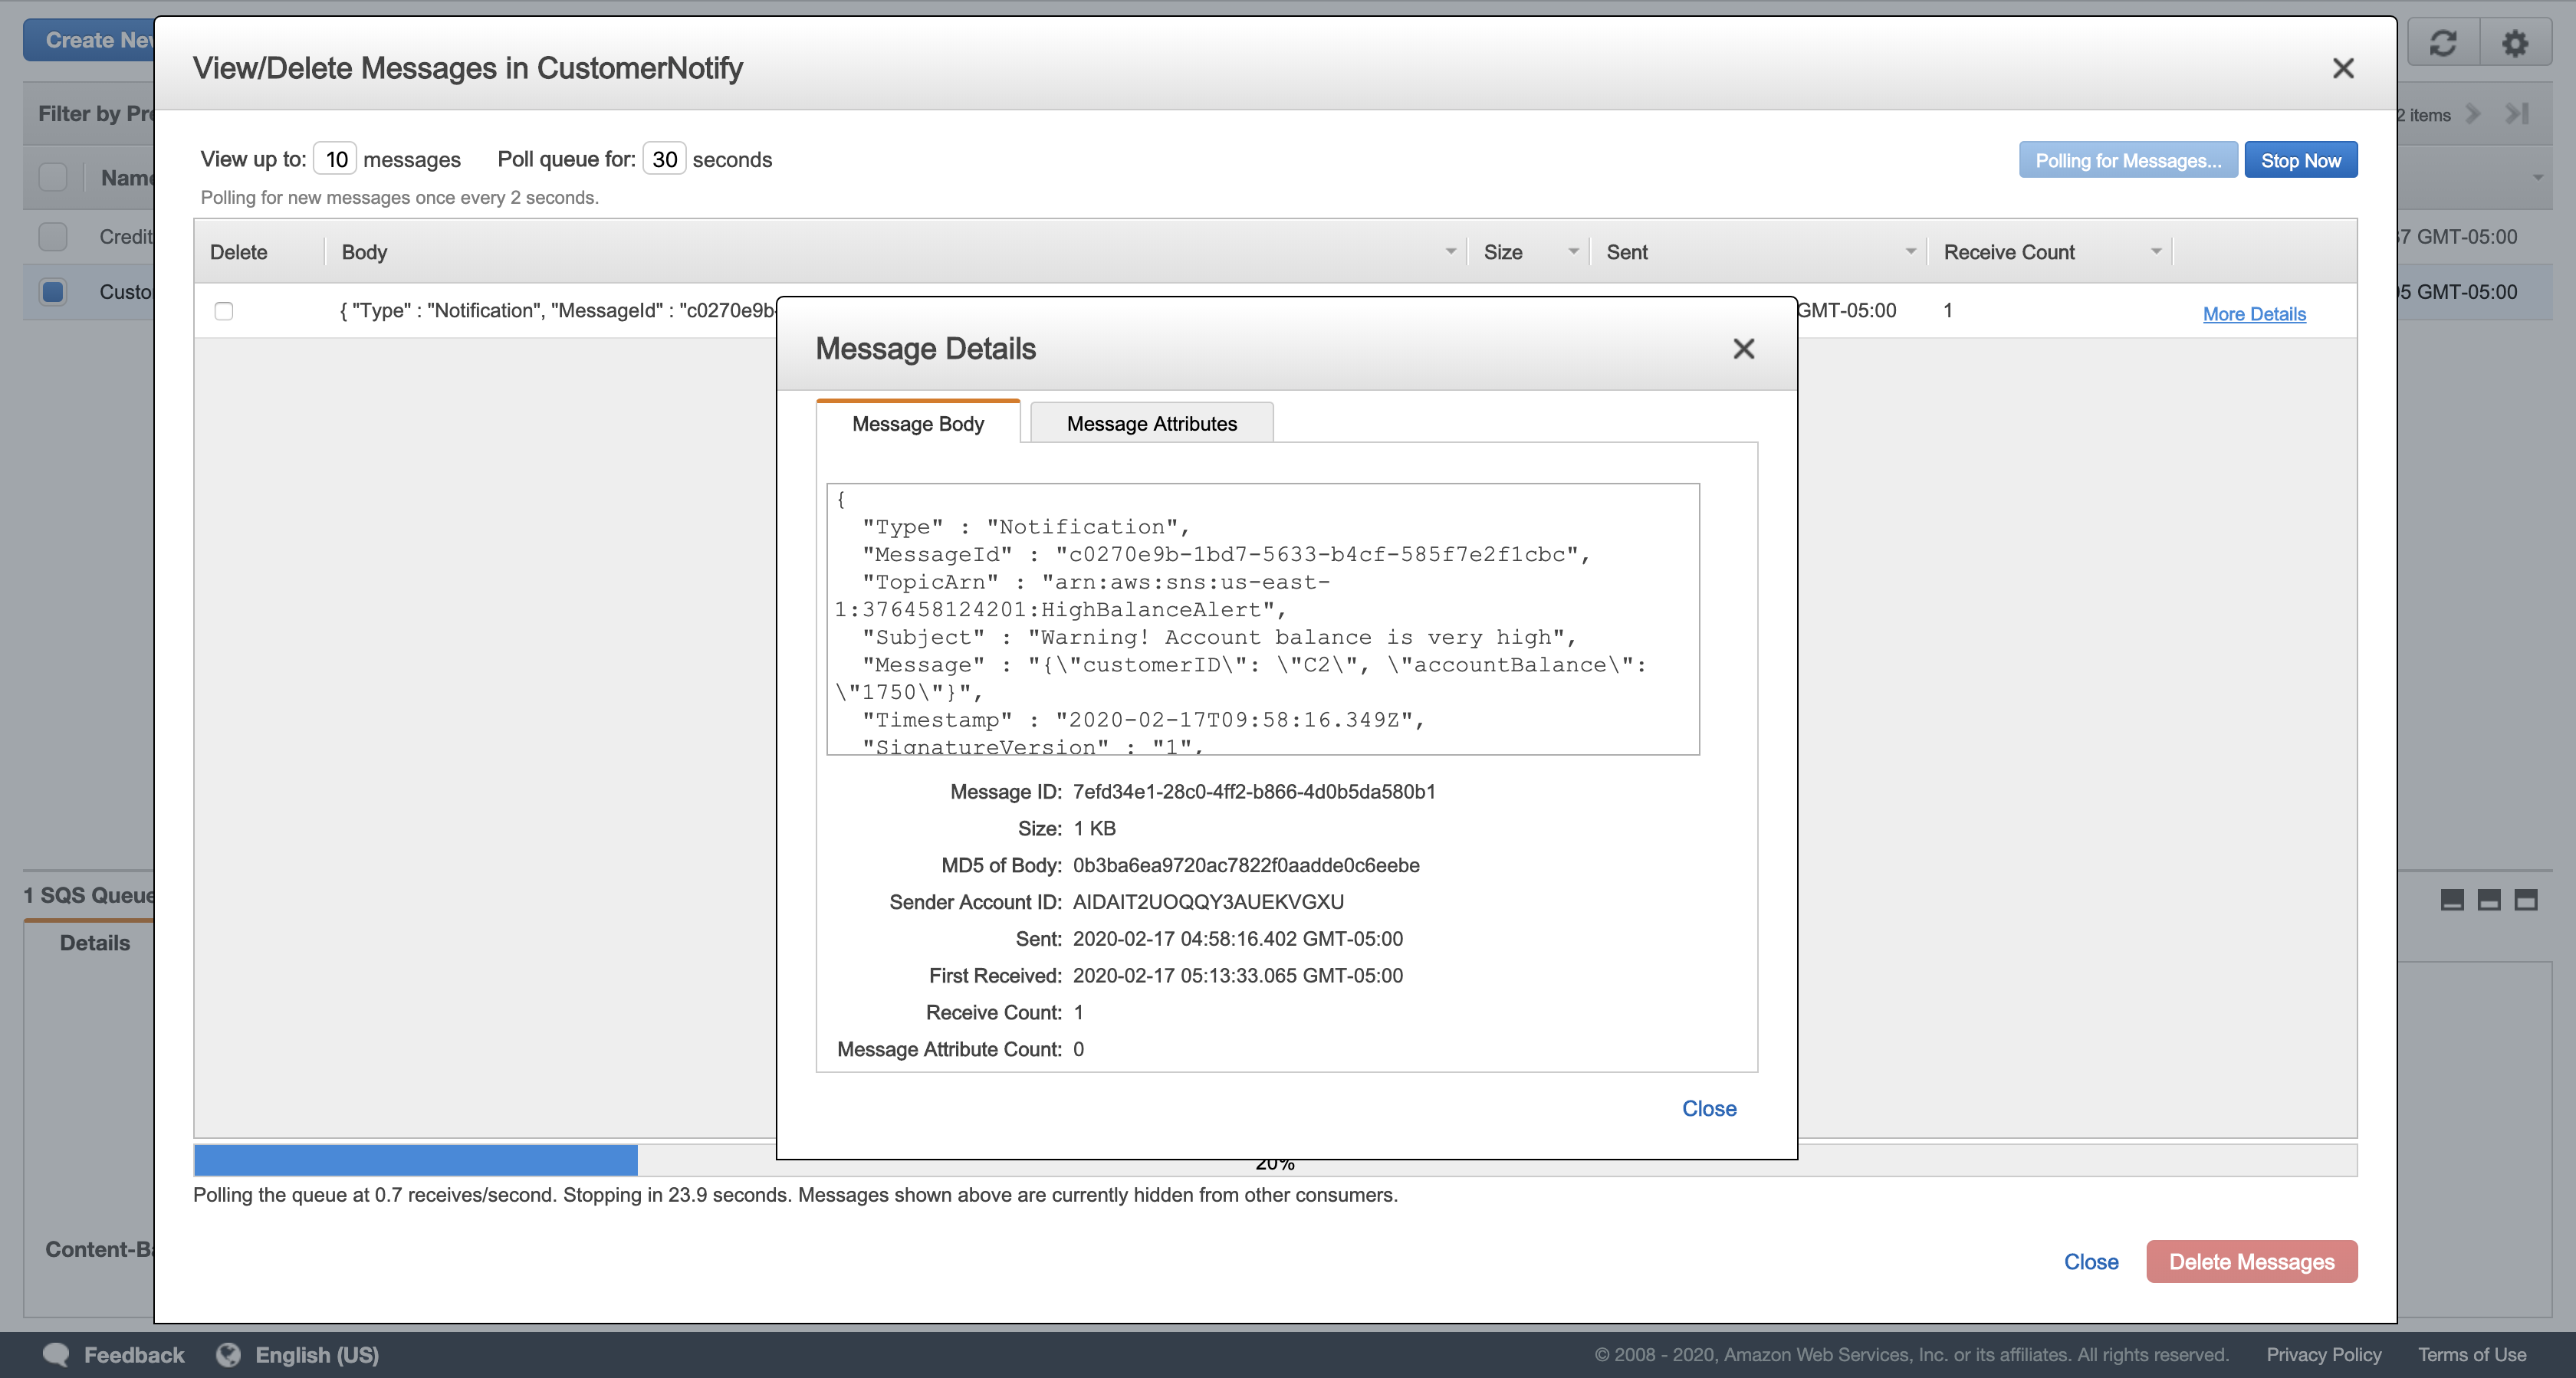 Create New
View/Delete Messages in CustomerNotify
Filter by Pre
2 items
View up to: 10 messages Poll queue for: 30 seconds
Polling for Messages... Stop Now
Name
Polling for new messages once every 2 seconds.
Credit
7 GMT-05:00
Delete Body Size Sent Receive Count
Custo
5 GMT-05:00
{ "Type" : "Notification", "MessageId" : "c0270e9b- GMT-05:00 1 More Details
Message Details
Message Body Message Attributes
{
"Type" : "Notification",
"MessageId" : "c0270e9b-1bd7-5633-b4cf-585f7e2f1cbc",
"TopicArn" : "arn:aws:sns:us-east-
1:376458124201:HighBalanceAlert",
"Subject" : "Warning! Account balance is very high",
"Message" : "{\"customerID\": \"C2\", \"accountBalance\":
\"1750\"}",
"Timestamp" : "2020-02-17T09:58:16.349Z",
"SignatureVersion" : "1",
Message ID: 7efd34e1-28c0-4ff2-b866-4d0b5da580b1
Size: 1 KB
MD5 of Body: 0b3ba6ea9720ac7822f0aadde0c6eebe
Sender Account ID: AIDAIT2UOQQY3AUEKVGXU
Sent: 2020-02-17 04:58:16.402 GMT-05:00
First Received: 2020-02-17 05:13:33.065 GMT-05:00
Receive Count: 1
Message Attribute Count: 0
Close
1 SQS Queue
Details
Content-Ba
20%
Polling the queue at 0.7 receives/second. Stopping in 23.9 seconds. Messages shown above are currently hidden from other consumers.
Close Delete Messages
Feedback English (US)
© 2008 - 2020, Amazon Web Services, Inc. or its affiliates. All rights reserved. Privacy Policy Terms of Use